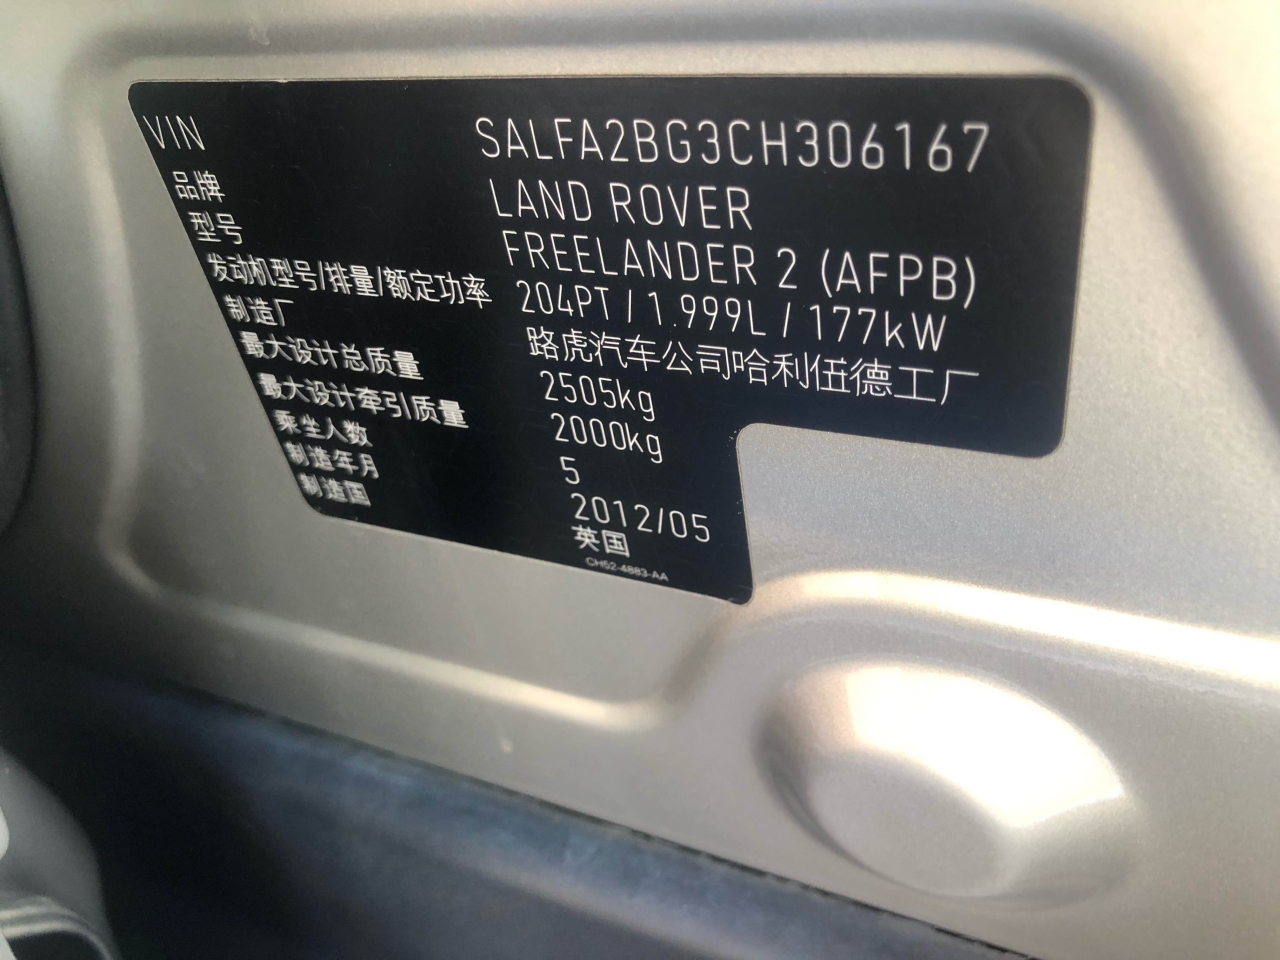 VIN SALFA2BG3CH306167
品牌 LAND ROVER
型号 FREELANDER 2 (AFPB)
发动机型号/排量/额定功率 204PT / 1.999L / 177kW
制造厂 路虎汽车公司哈利伍德工厂
最大设计总质量 2505kg
最大设计牵引质量 2000kg
乘坐人数 5
制造年月 2012/05
制造国 英国
CH52-4883-AA